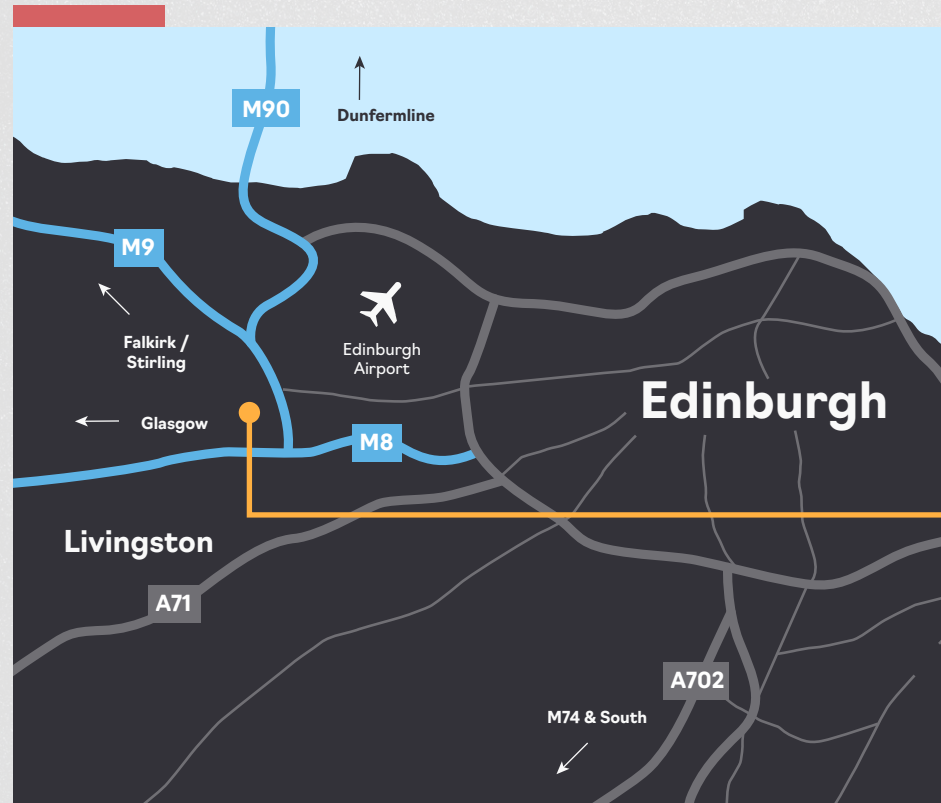 M90
Dunfermline
M9
Falkirk /
Stirling
Edinburgh
Airport
Edinburgh
Glasgow
M8
Livingston
A71
A702
M74 & South